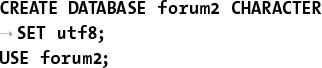 CREATE DATABASE forum2 CHARACTER
→ SET utf8;
USE forum2;